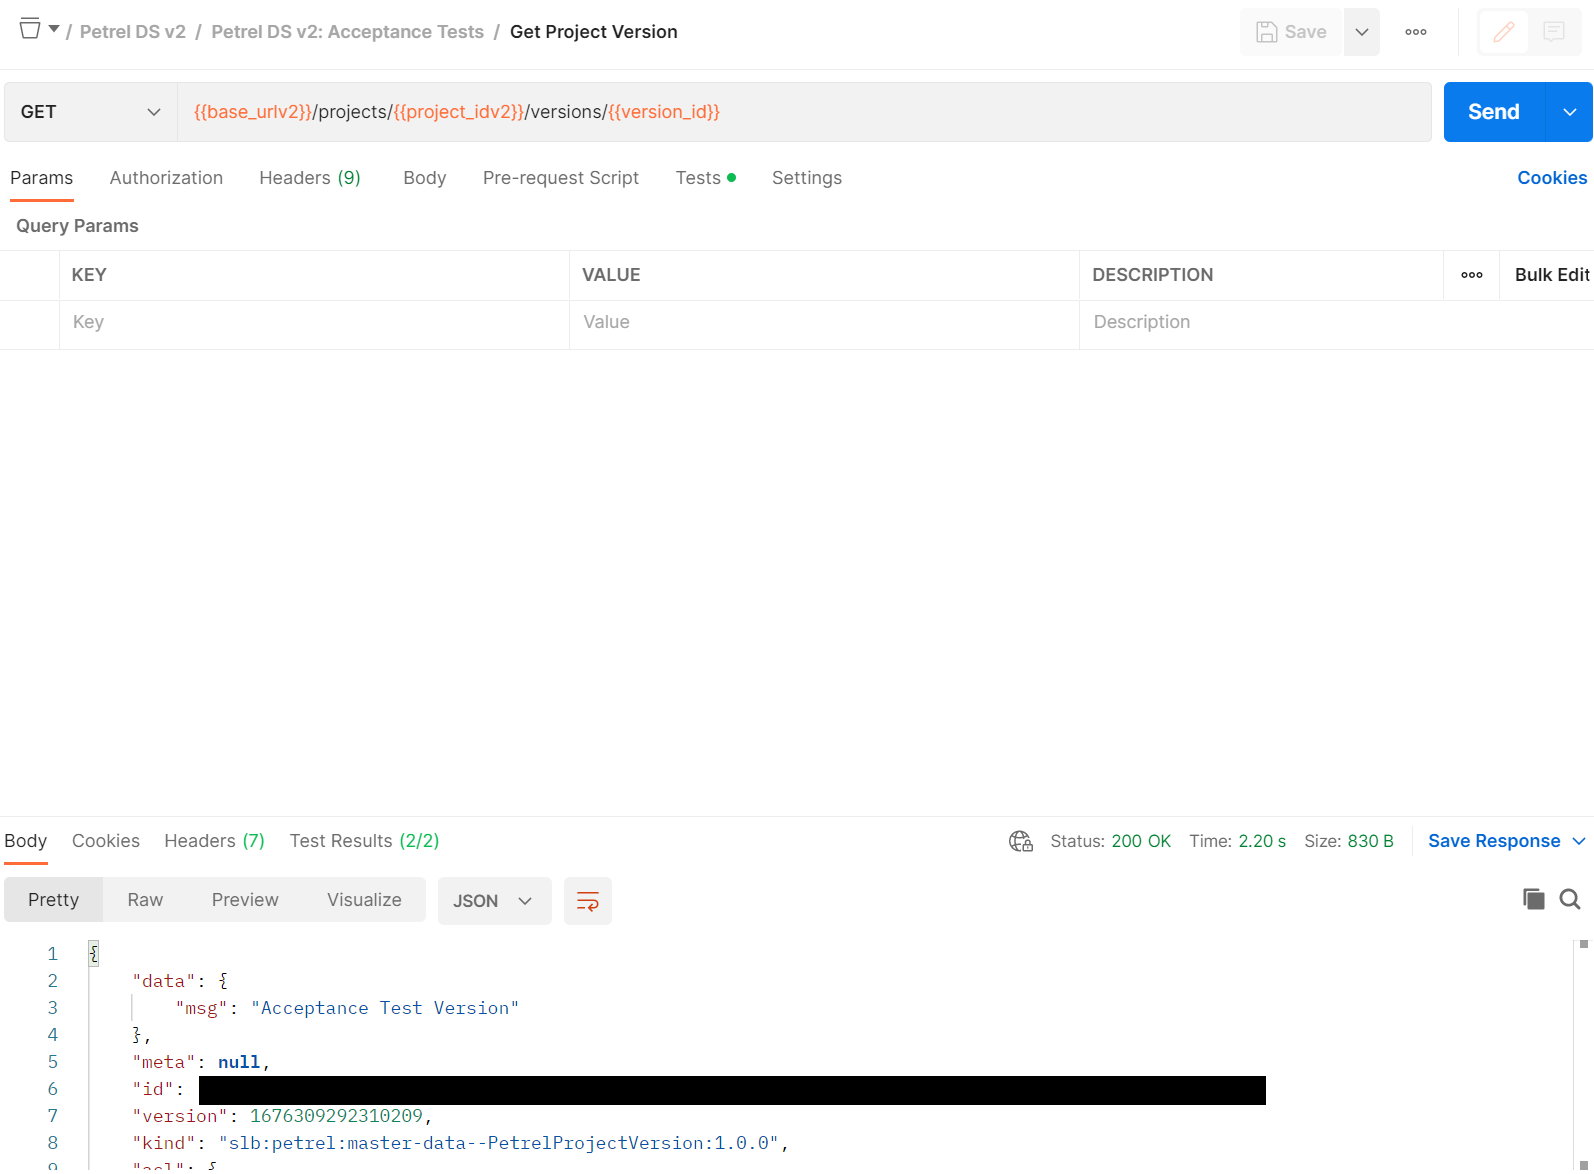 / Petrel DS v2 / Petrel DS v2: Acceptance Tests / Get Project Version Save
GET {{base_urlv2}}/projects/{{project_idv2}}/versions/{{version_id}} Send
Params Authorization Headers (9) Body Pre-request Script Tests Settings Cookies
Query Params
KEY VALUE DESCRIPTION Bulk Edit
Key Value Description
Body Cookies Headers (7) Test Results (2/2) Status: 200 OK Time: 2.20 s Size: 830 B Save Response
Pretty Raw Preview Visualize JSON
1 {
2 "data": {
3 "msg": "Acceptance Test Version"
4 },
5 "meta": null,
6 "id":
7 "version": 1676309292310209,
8 "kind": "slb:petrel:master-data--PetrelProjectVersion:1.0.0",
9 "acl": {